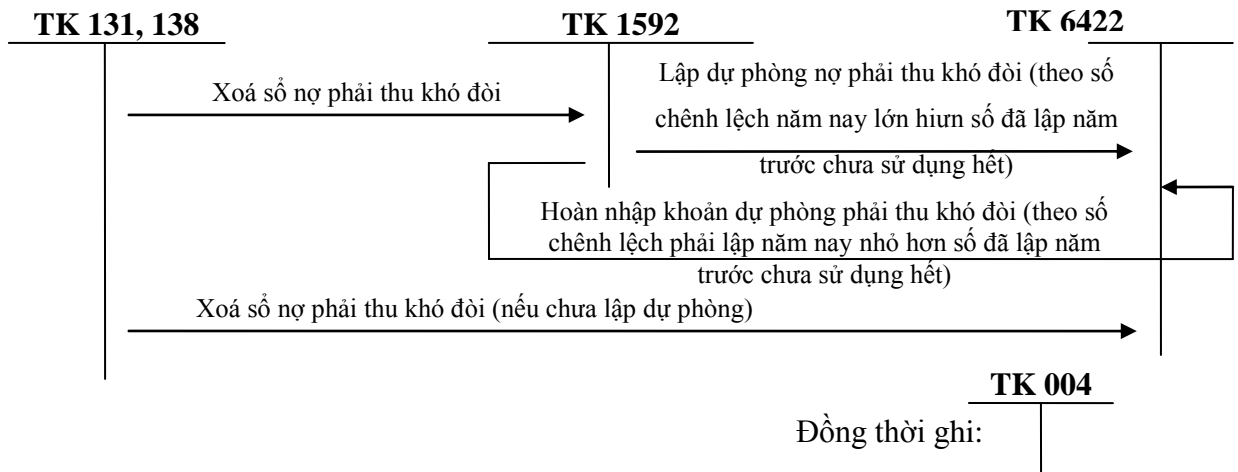 TK 131, 138
TK 1592
TK 6422
Xoá sổ nợ phải thu khó đòi
Lập dự phòng nợ phải thu khó đòi (theo số
chênh lệch năm nay lớn hiưn số đã lập năm
trước chưa sử dụng hết)
Hoàn nhập khoản dự phòng phải thu khó đòi (theo số
chênh lệch phải lập năm nay nhỏ hơn số đã lập năm
trước chưa sử dụng hết)
Xoá sổ nợ phải thu khó đòi (nếu chưa lập dự phòng)
TK 004
Đồng thời ghi: